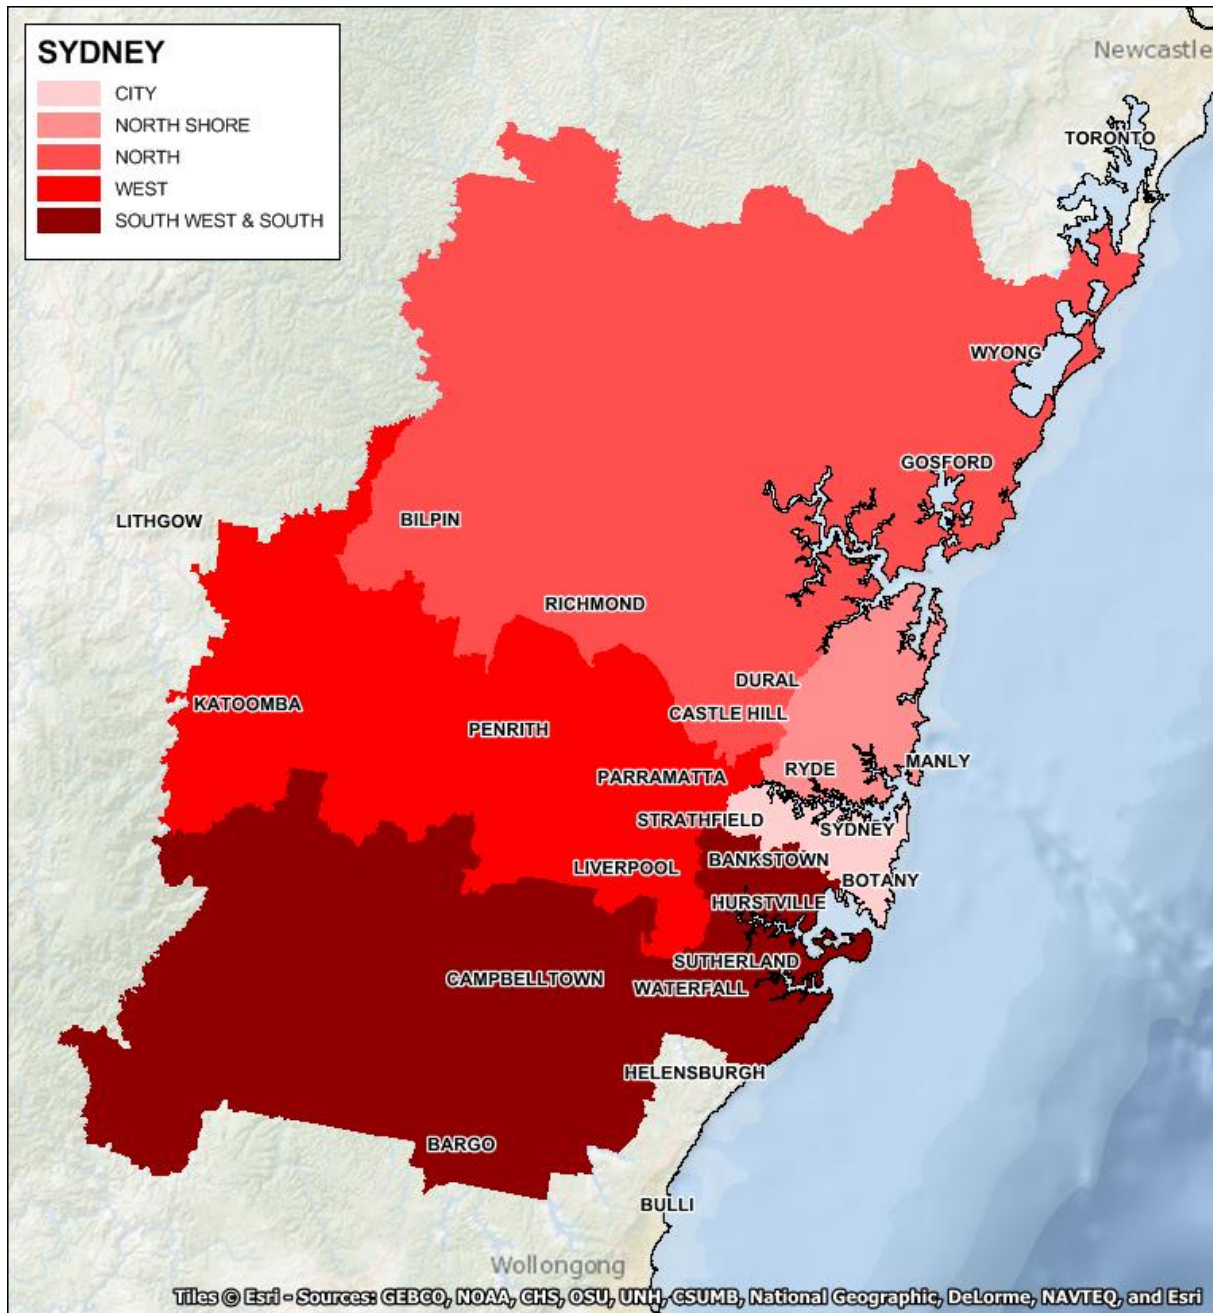 SYDNEY
CITY
NORTH SHORE
NORTH
WEST
SOUTH WEST & SOUTH
Newcastle
TORONTO
WYONG
GOSFORD
LITHGOW
BILPIN
RICHMOND
DURAL
KATOOMBA
CASTLE HILL
PENRITH
MANLY
RYDE
PARRAMATTA
STRATHFIELD
SYDNEY
BANKSTOWN
LIVERPOOL
BOTANY
HURSTVILLE
SUTHERLAND
CAMPBELLTOWN
WATERFALL
HELENSBURGH
BARGO
BULLI
Wollongong
Tiles © Esri - Sources: GEBCO, NOAA, CHS, OSU, UNH, CSUMB, National Geographic, DeLorme, NAVTEQ, and Esri